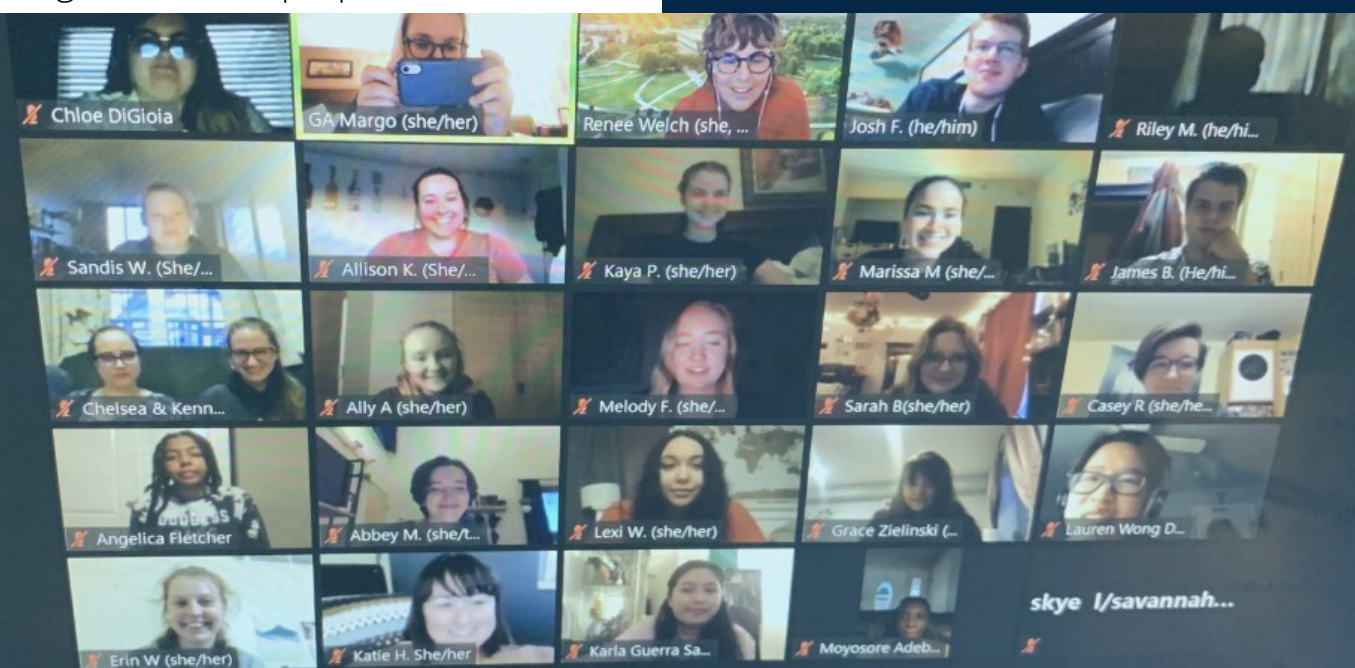 Chloe DiGioia
GA Margo (she/her)
Renee Welch (she, ...
Josh F. (he/him)
Riley M. (he/hi...
Sandis W. (She/...
Allison K. (She/...
Kaya P. (she/her)
Marissa M (she/...
James B. (He/hi...
Chelsea & Kenn...
Ally A (she/her)
Melody F. (she/...
Sarah B(she/her)
Casey R (she/he...
Angelica Fletcher
Abbey M. (she/t...
Lexi W. (she/her)
Grace Zielinski (...
Lauren Wong D...
Erin W (she/her)
Katie H. She/her
Karla Guerra Sa...
Moyosore Adeb...
skye l/savannah...